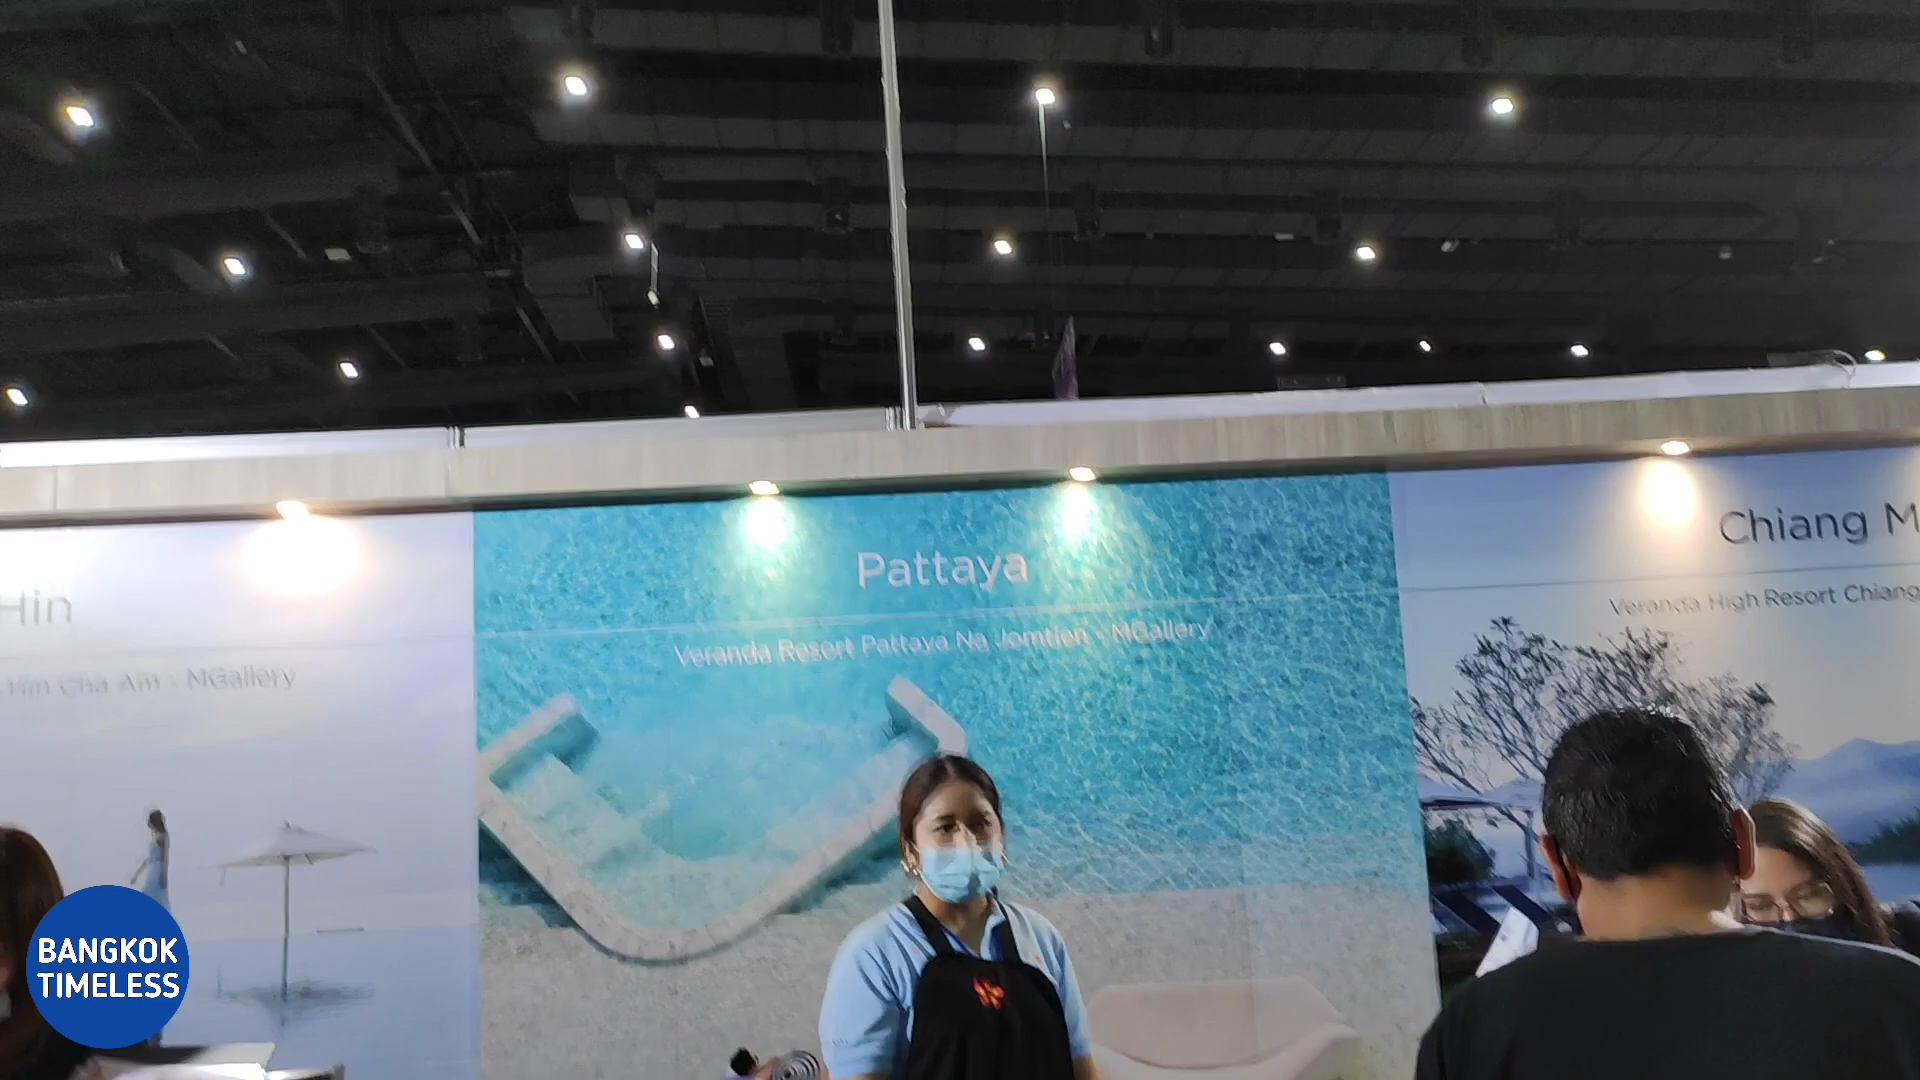 Hin
Hin Cha Am - MGallery
Pattaya
Veranda Resort Pattaya Na Jomtien - MGallery
Chiang M
Veranda High Resort Chiang
BANGKOK
TIMELESS